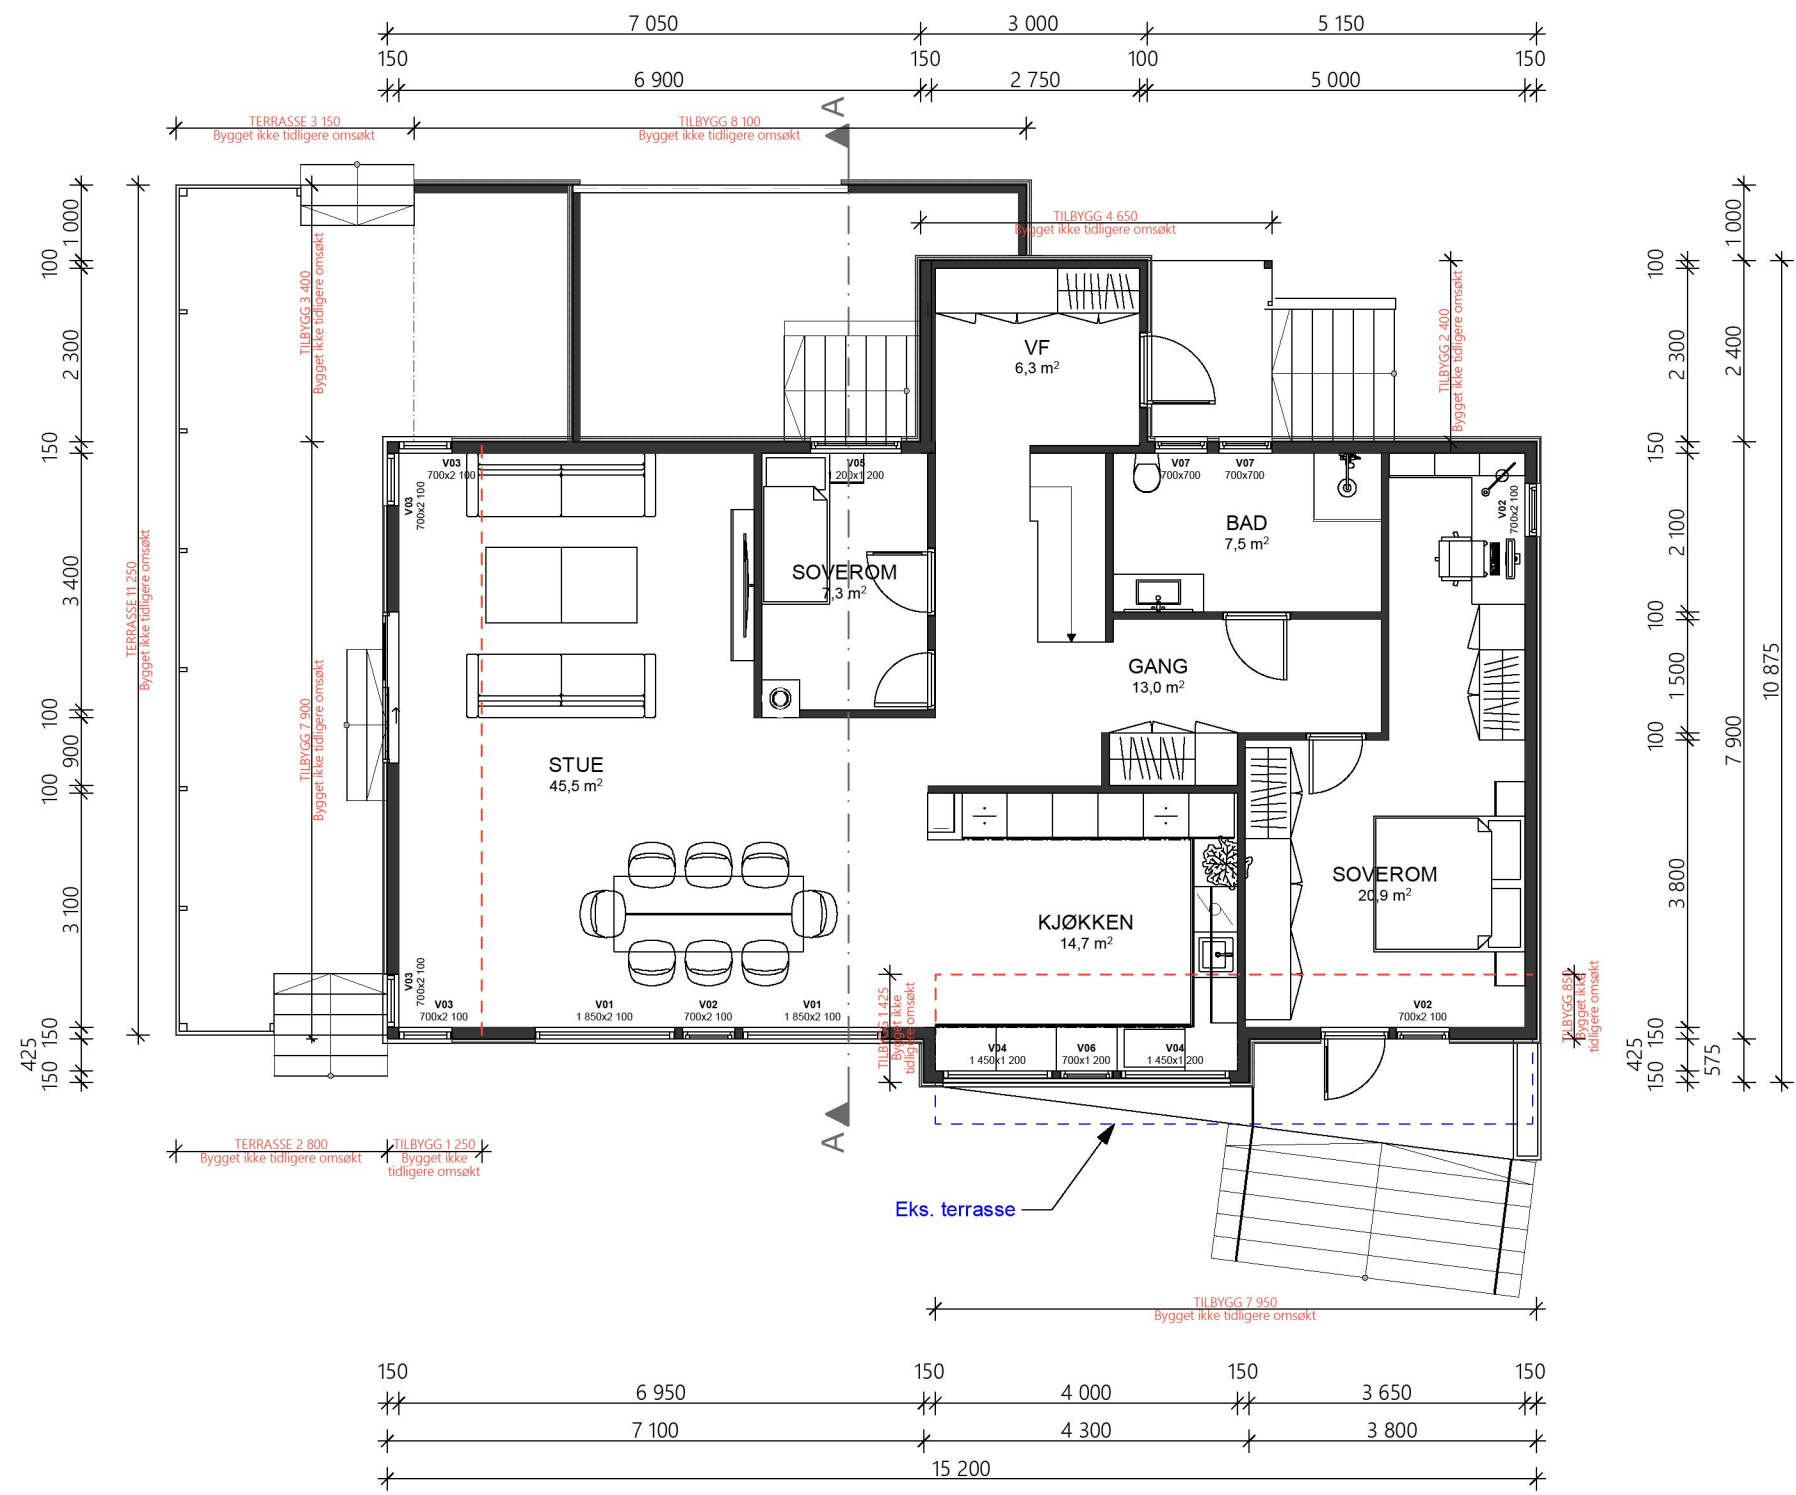 7 050
3 000
5 150
150
150
100
150
6 900
2 750
5 000
A
TERRASSE 3 150
Bygget ikke tidligere omsøkt
TILBYGG 8 100
Bygget ikke tidligere omsøkt
TILBYGG 4 650
Bygget ikke tidligere omsøkt
1 000
100
2 300
150
3 400
100
900
100
3 100
150
425
150
TERRASSE 11 250
Bygget ikke tidligere omsøkt
TILBYGG 3 400
Bygget ikke tidligere omsøkt
TILBYGG 7 900
Bygget ikke tidligere omsøkt
VF
6,3 m²
TILBYGG 2 400
Bygget ikke tidligere omsøkt
V03
700x2 100
V03
700x2 100
V05
1 200x1 200
V07
700x700
V07
700x700
V02
700x2 100
BAD
7,5 m²
SOVEROM
7,3 m²
GANG
13,0 m²
STUE
45,5 m²
SOVEROM
20,9 m²
KJØKKEN
14,7 m²
V03
700x2 100
V03
700x2 100
V01
1 850x2 100
V02
700x2 100
V01
1 850x2 100
TILBYGG 1 425
Bygget ikke
tidligere omsøkt
V04
1 450x1 200
V06
700x1 200
V04
1 450x1 200
V02
700x2 100
TILBYGG 850
Bygget ikke
tidligere omsøkt
100
2 300
150
2 100
100
1 500
100
3 800
150
425
150
1 000
2 400
7 900
575
10 875
A
TERRASSE 2 800
Bygget ikke tidligere omsøkt
TILBYGG 1 250
Bygget ikke
tidligere omsøkt
Eks. terrasse
TILBYGG 7 950
Bygget ikke tidligere omsøkt
150
150
150
150
6 950
4 000
3 650
7 100
4 300
3 800
15 200